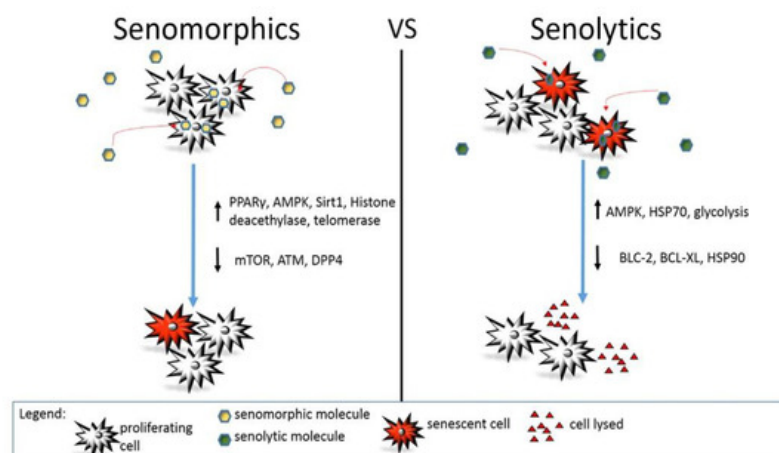 Senomorphics
VS
Senolytics
PPARγ, AMPK, Sirt1, Histone
deacethylase, telomerase
mTOR, ATM, DPP4
AMPK, HSP70, glycolysis
BLC-2, BCL-XL, HSP90
Legend:
proliferating
cell
senomorphic molecule
senolytic molecule
senescent cell
cell lysed